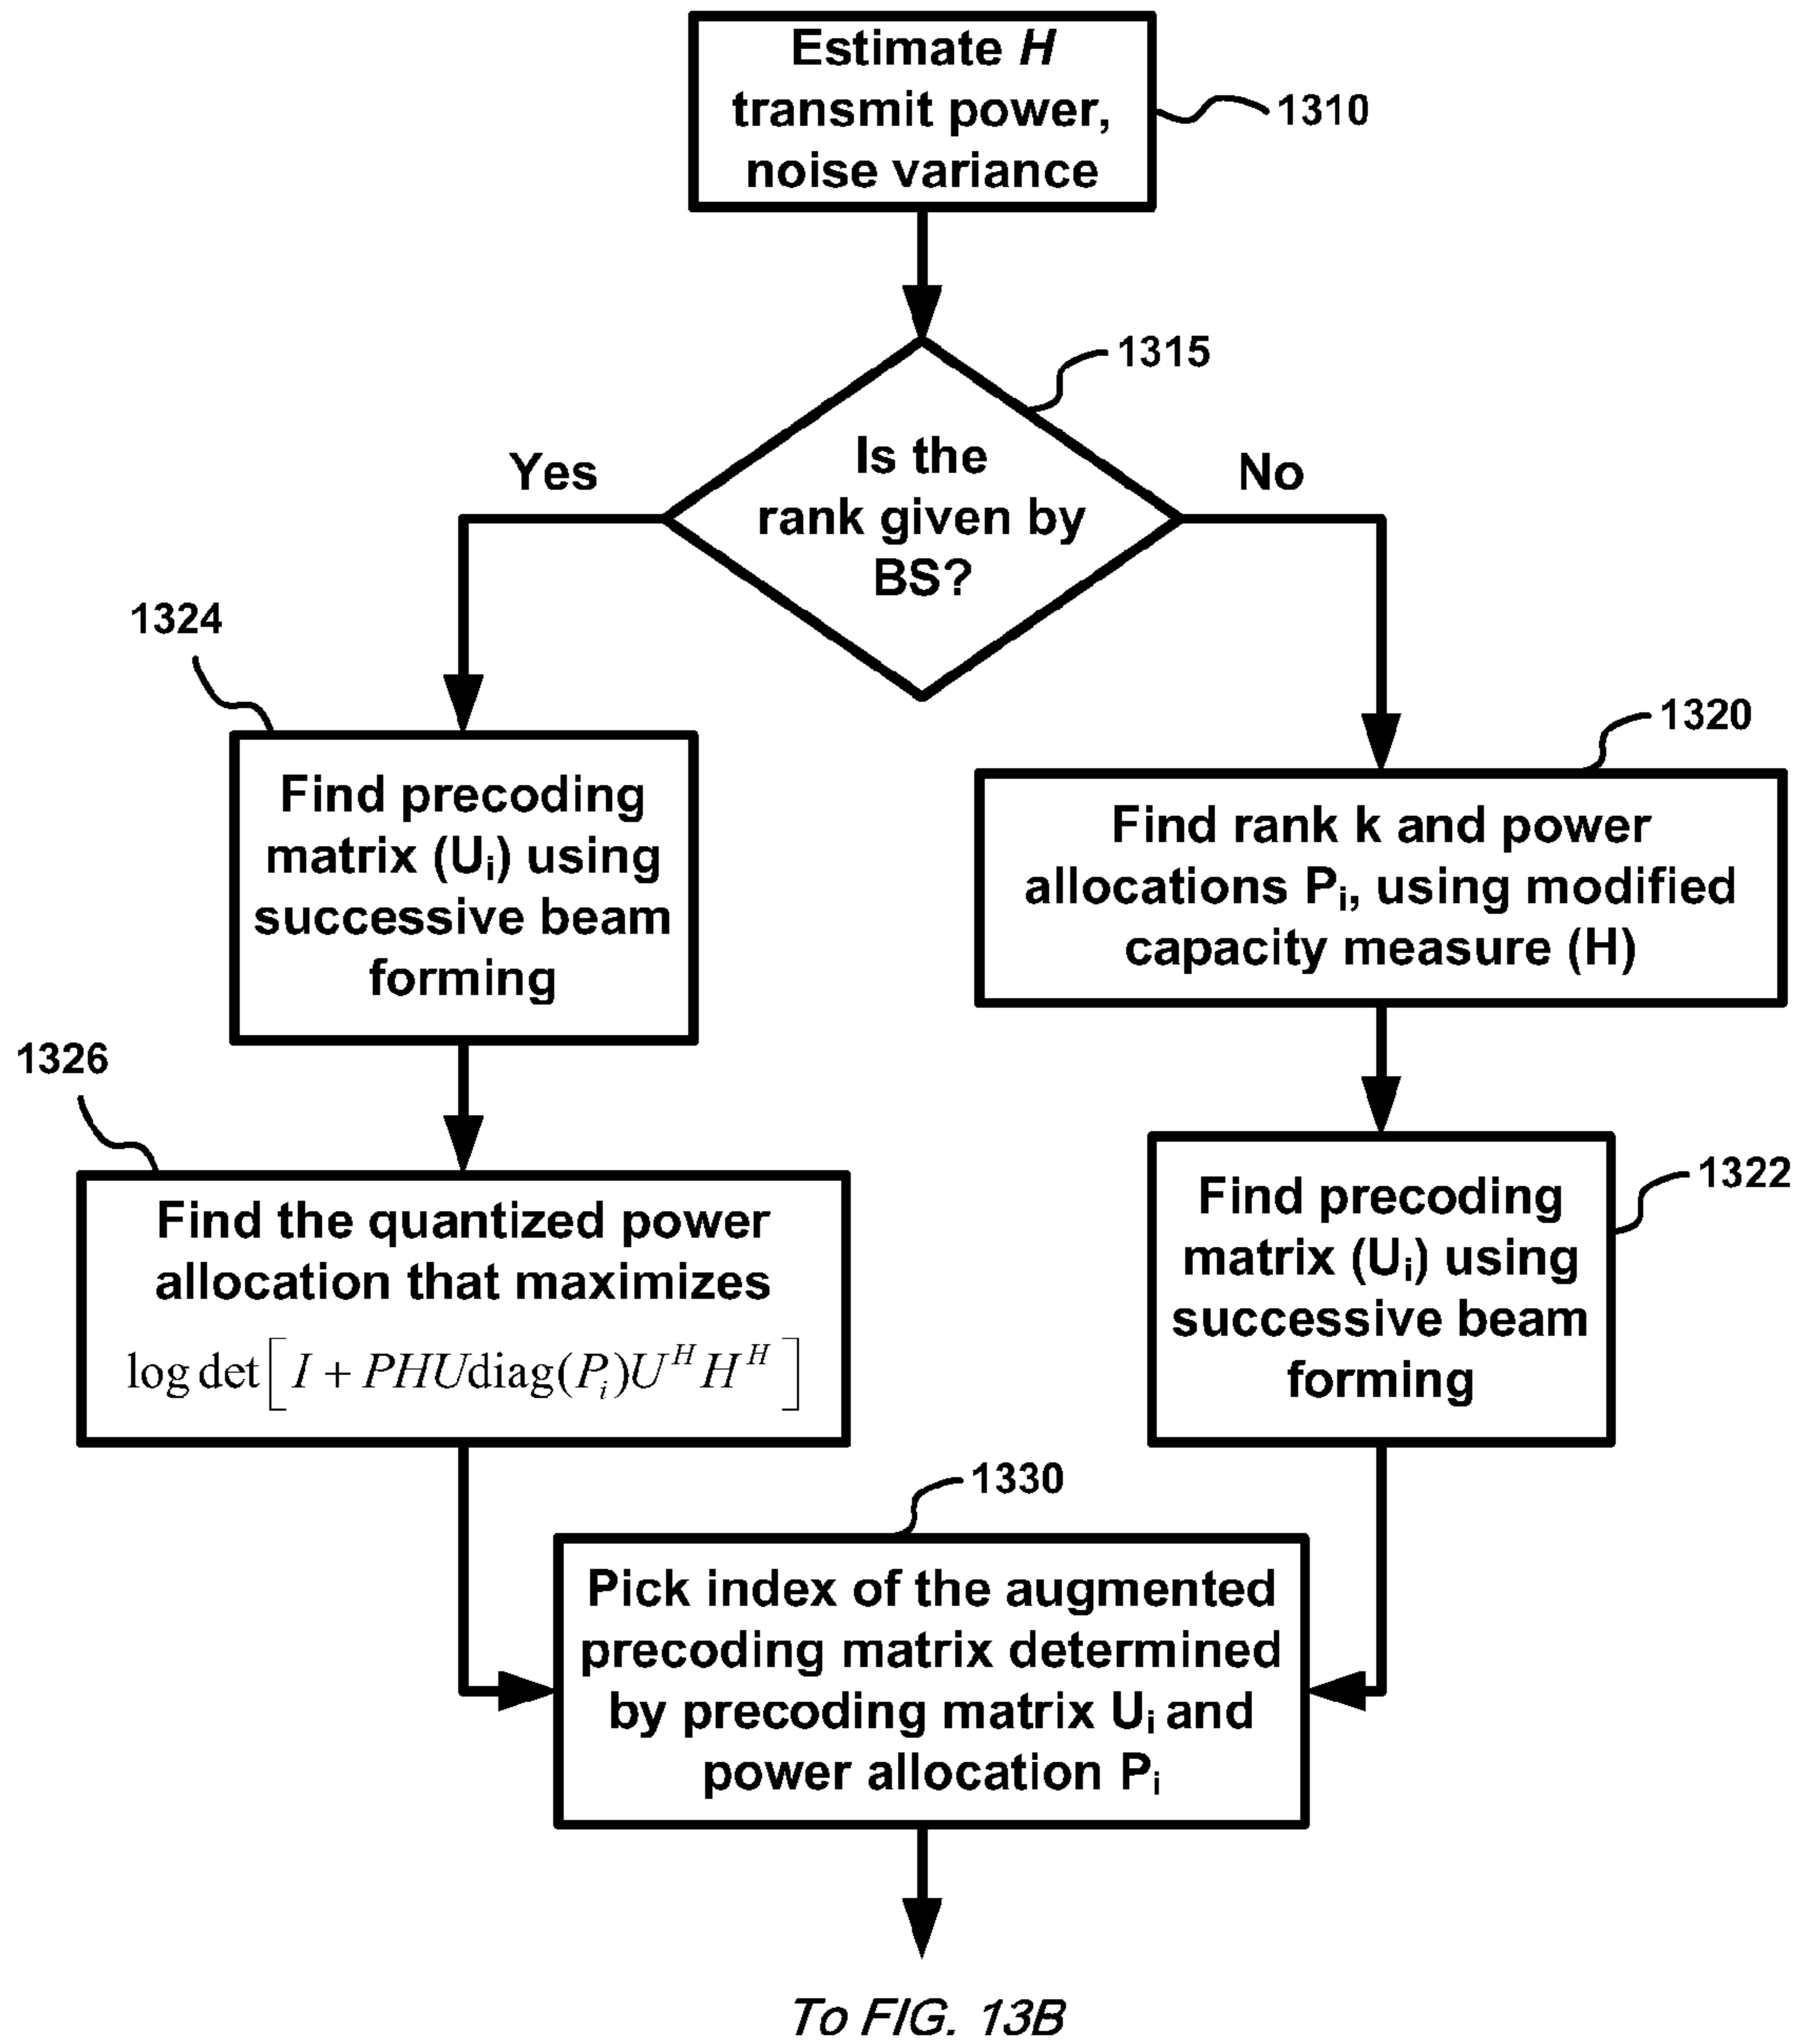 Estimate H
transmit power,
noise variance
1310
1315
Is the
rank given by
BS?
Yes
No
1324
Find precoding
matrix (Ui) using
successive beam
forming
1320
Find rank k and power
allocations Pi, using modified
capacity measure (H)
1326
Find the quantized power
allocation that maximizes
log det[I + PHUdiag(Pi)U^H H^H]
1322
Find precoding
matrix (Ui) using
successive beam
forming
1330
Pick index of the augmented
precoding matrix determined
by precoding matrix Ui and
power allocation Pi
To FIG. 13B